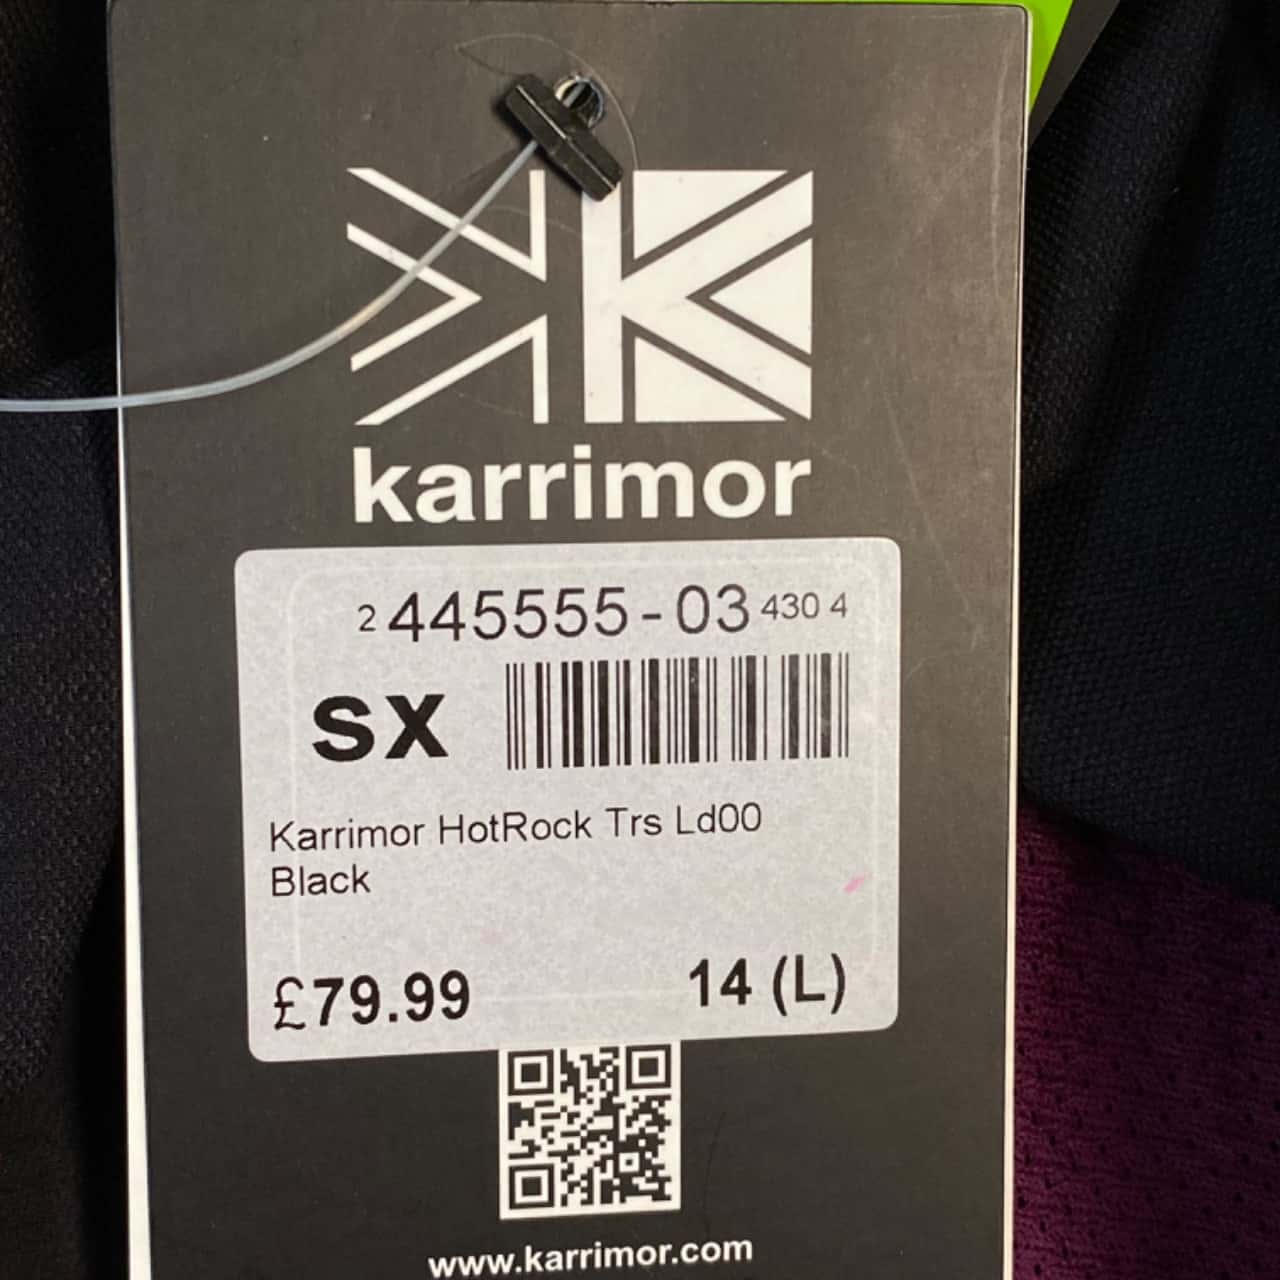 karrimor
2 445555-03 430 4
SX
Karrimor HotRock Trs Ld00
Black
£79.99 14 (L)
www.karrimor.com